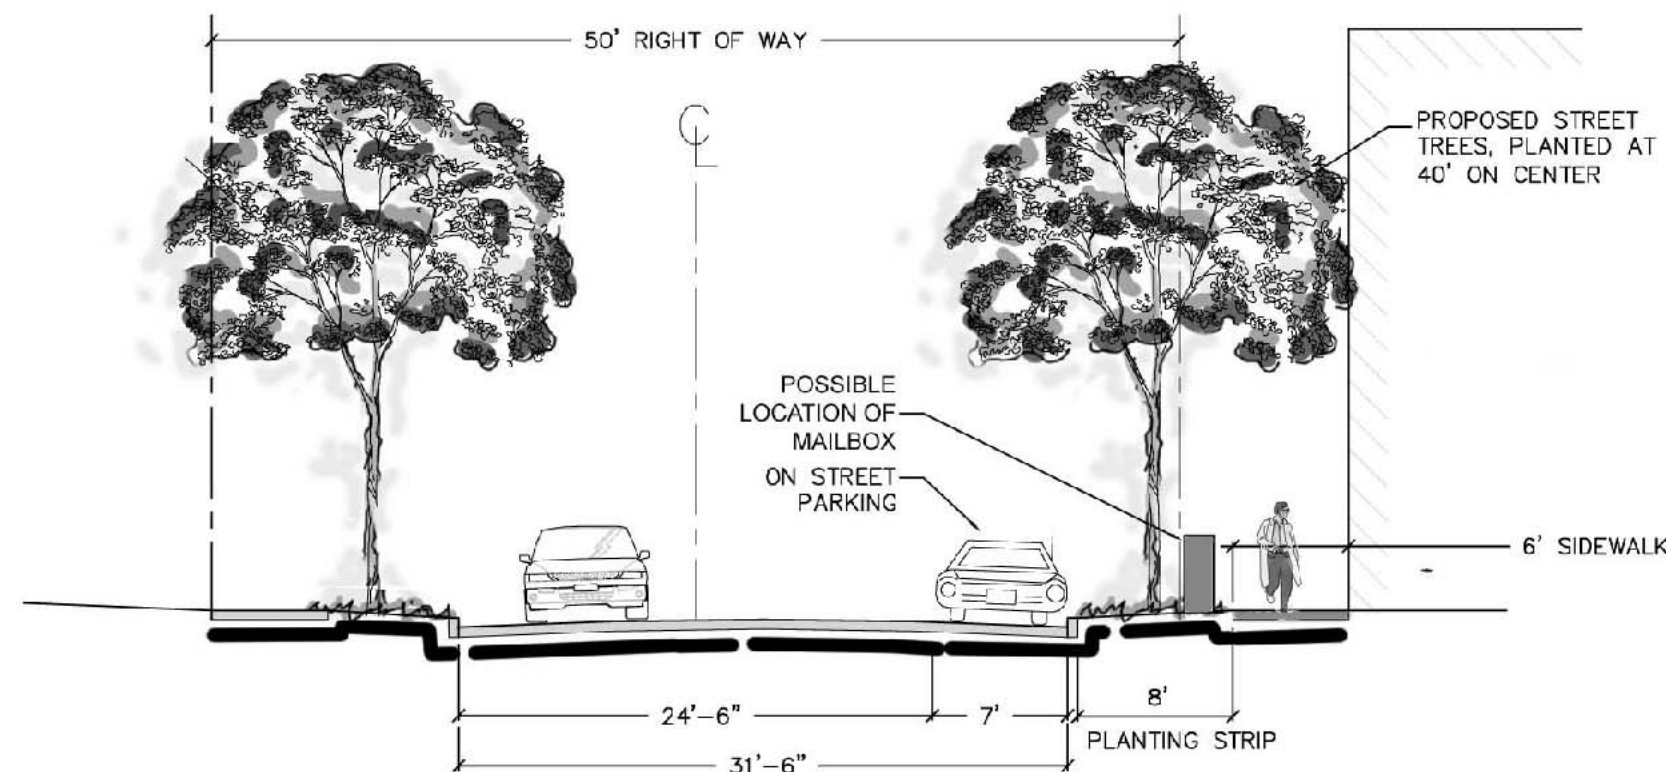 50' RIGHT OF WAY
CL
PROPOSED STREET
TREES, PLANTED AT
40' ON CENTER
POSSIBLE
LOCATION OF
MAILBOX
ON STREET
PARKING
6' SIDEWALK
24'-6"
7'
8'
PLANTING STRIP
31'-6"